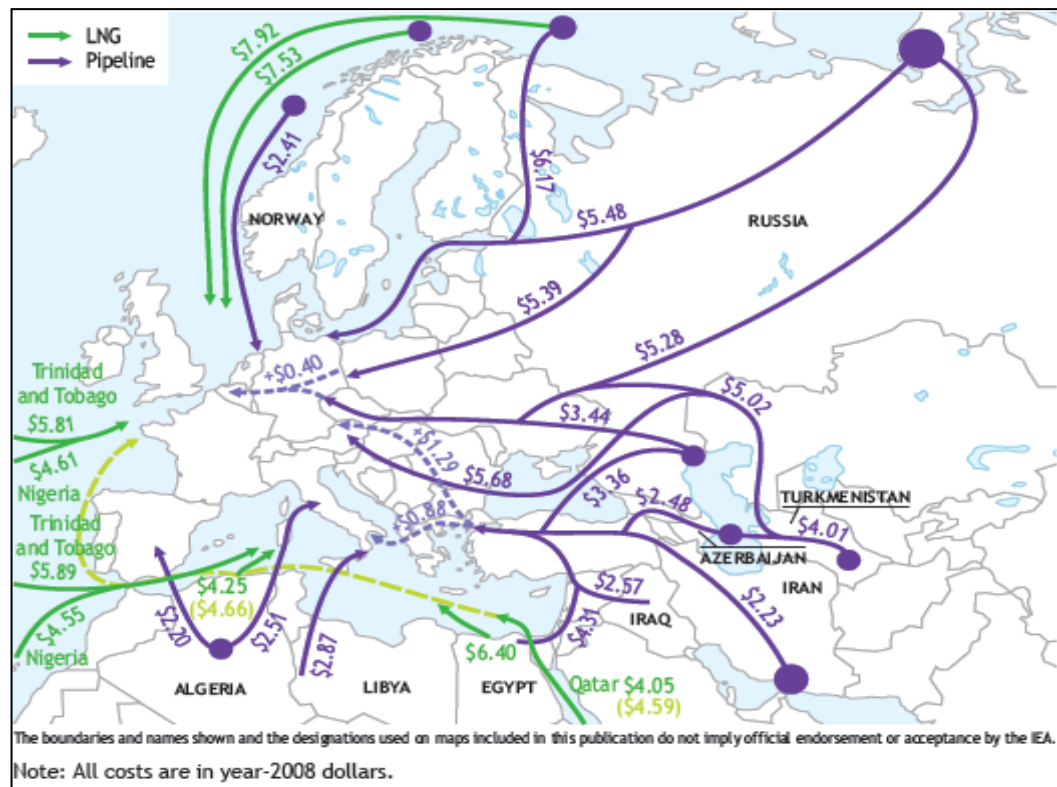 LNG
Pipeline
$7.92
$7.53
$2.41
$6.17
NORWAY
$5.48
RUSSIA
$5.39
$5.28
+$0.40
Trinidad
and Tobago
$5.81
$4.61
Nigeria
$5.02
$3.44
+$1.29
$5.68
$3.36
+$0.88
$2.48
TURKMENISTAN
$4.01
AZERBAIJAN
IRAN
Trinidad
and Tobago
$5.89
$4.55
Nigeria
$4.25
($4.66)
$2.20
$2.51
$2.87
$2.57
$4.31
IRAQ
$2.23
$6.40
ALGERIA
LIBYA
EGYPT
Qatar $4.05
($4.59)
The boundaries and names shown and the designations used on maps included in this publication do not imply official endorsement or acceptance by the IEA.
Note: All costs are in year-2008 dollars.